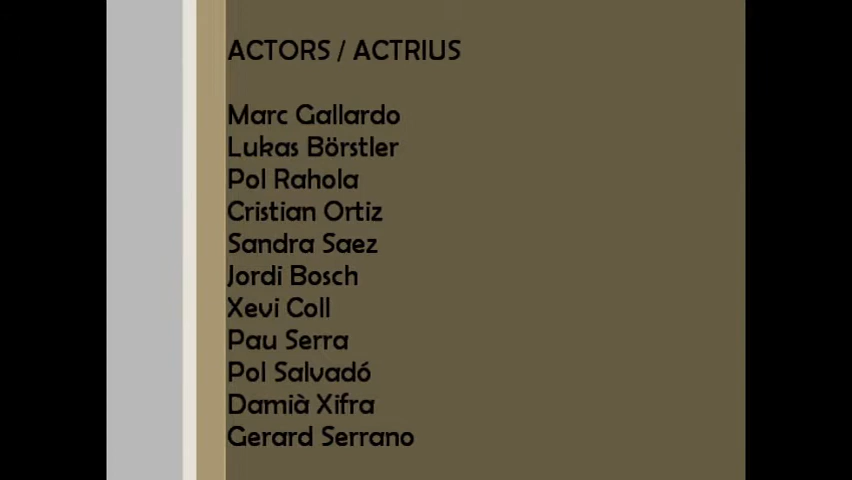 ACTORS / ACTRIUS
Marc Gallardo
Lukas Börstler
Pol Rahola
Cristian Ortiz
Sandra Saez
Jordi Bosch
Xevi Coll
Pau Serra
Pol Salvadó
Damià Xifra
Gerard Serrano